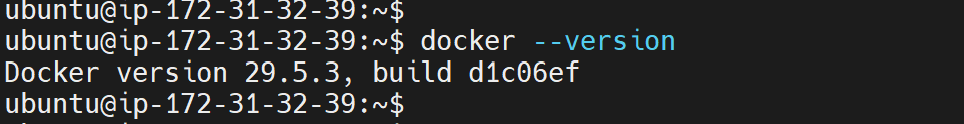 ubuntu@ip-172-31-32-39:~$
ubuntu@ip-172-31-32-39:~$ docker --version
Docker version 29.5.3, build d1c06ef
ubuntu@ip-172-31-32-39:~$